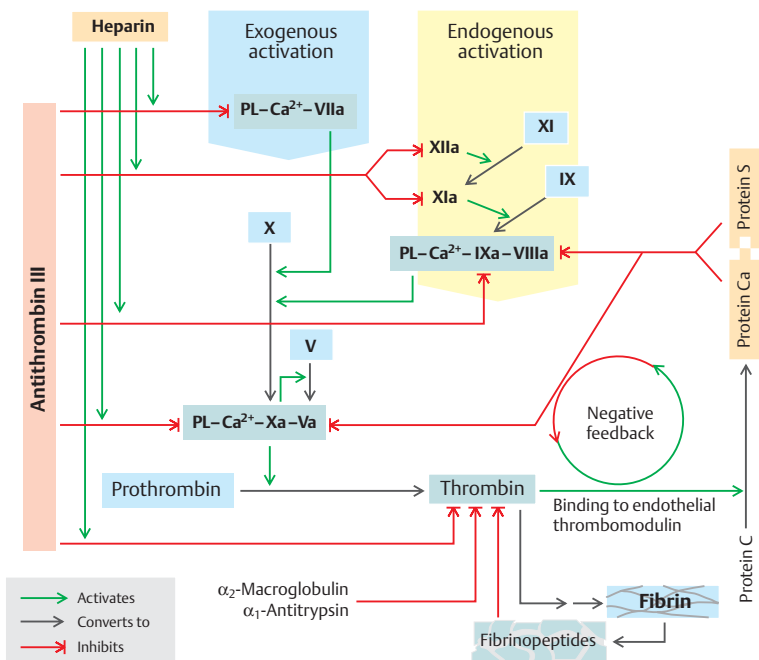 Heparin
Exogenous
activation
Endogenous
activation
PL–Ca²⁺–VIIa
XI
XIIa
IX
XIa
X
PL–Ca²⁺–IXa–VIIIa
Protein S
Protein Ca
Antithrombin III
V
PL–Ca²⁺–Xa–Va
Negative
feedback
Prothrombin
Thrombin
Binding to endothelial
thrombomodulin
Protein C
α₂-Macroglobulin
α₁-Antitrypsin
Fibrin
Fibrinopeptides
Activates
Converts to
Inhibits